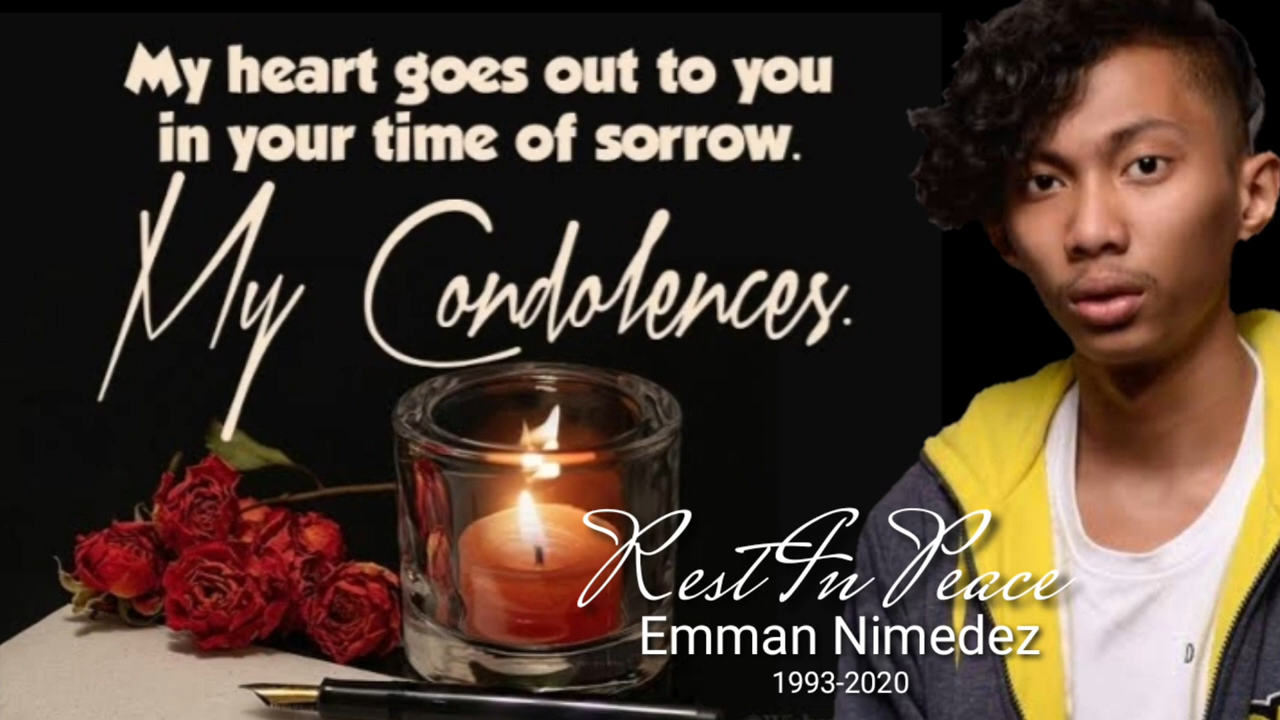 My heart goes out to you
in your time of sorrow.
My Condolences.
Rest In Peace
Emman Nimedez
1993-2020
D